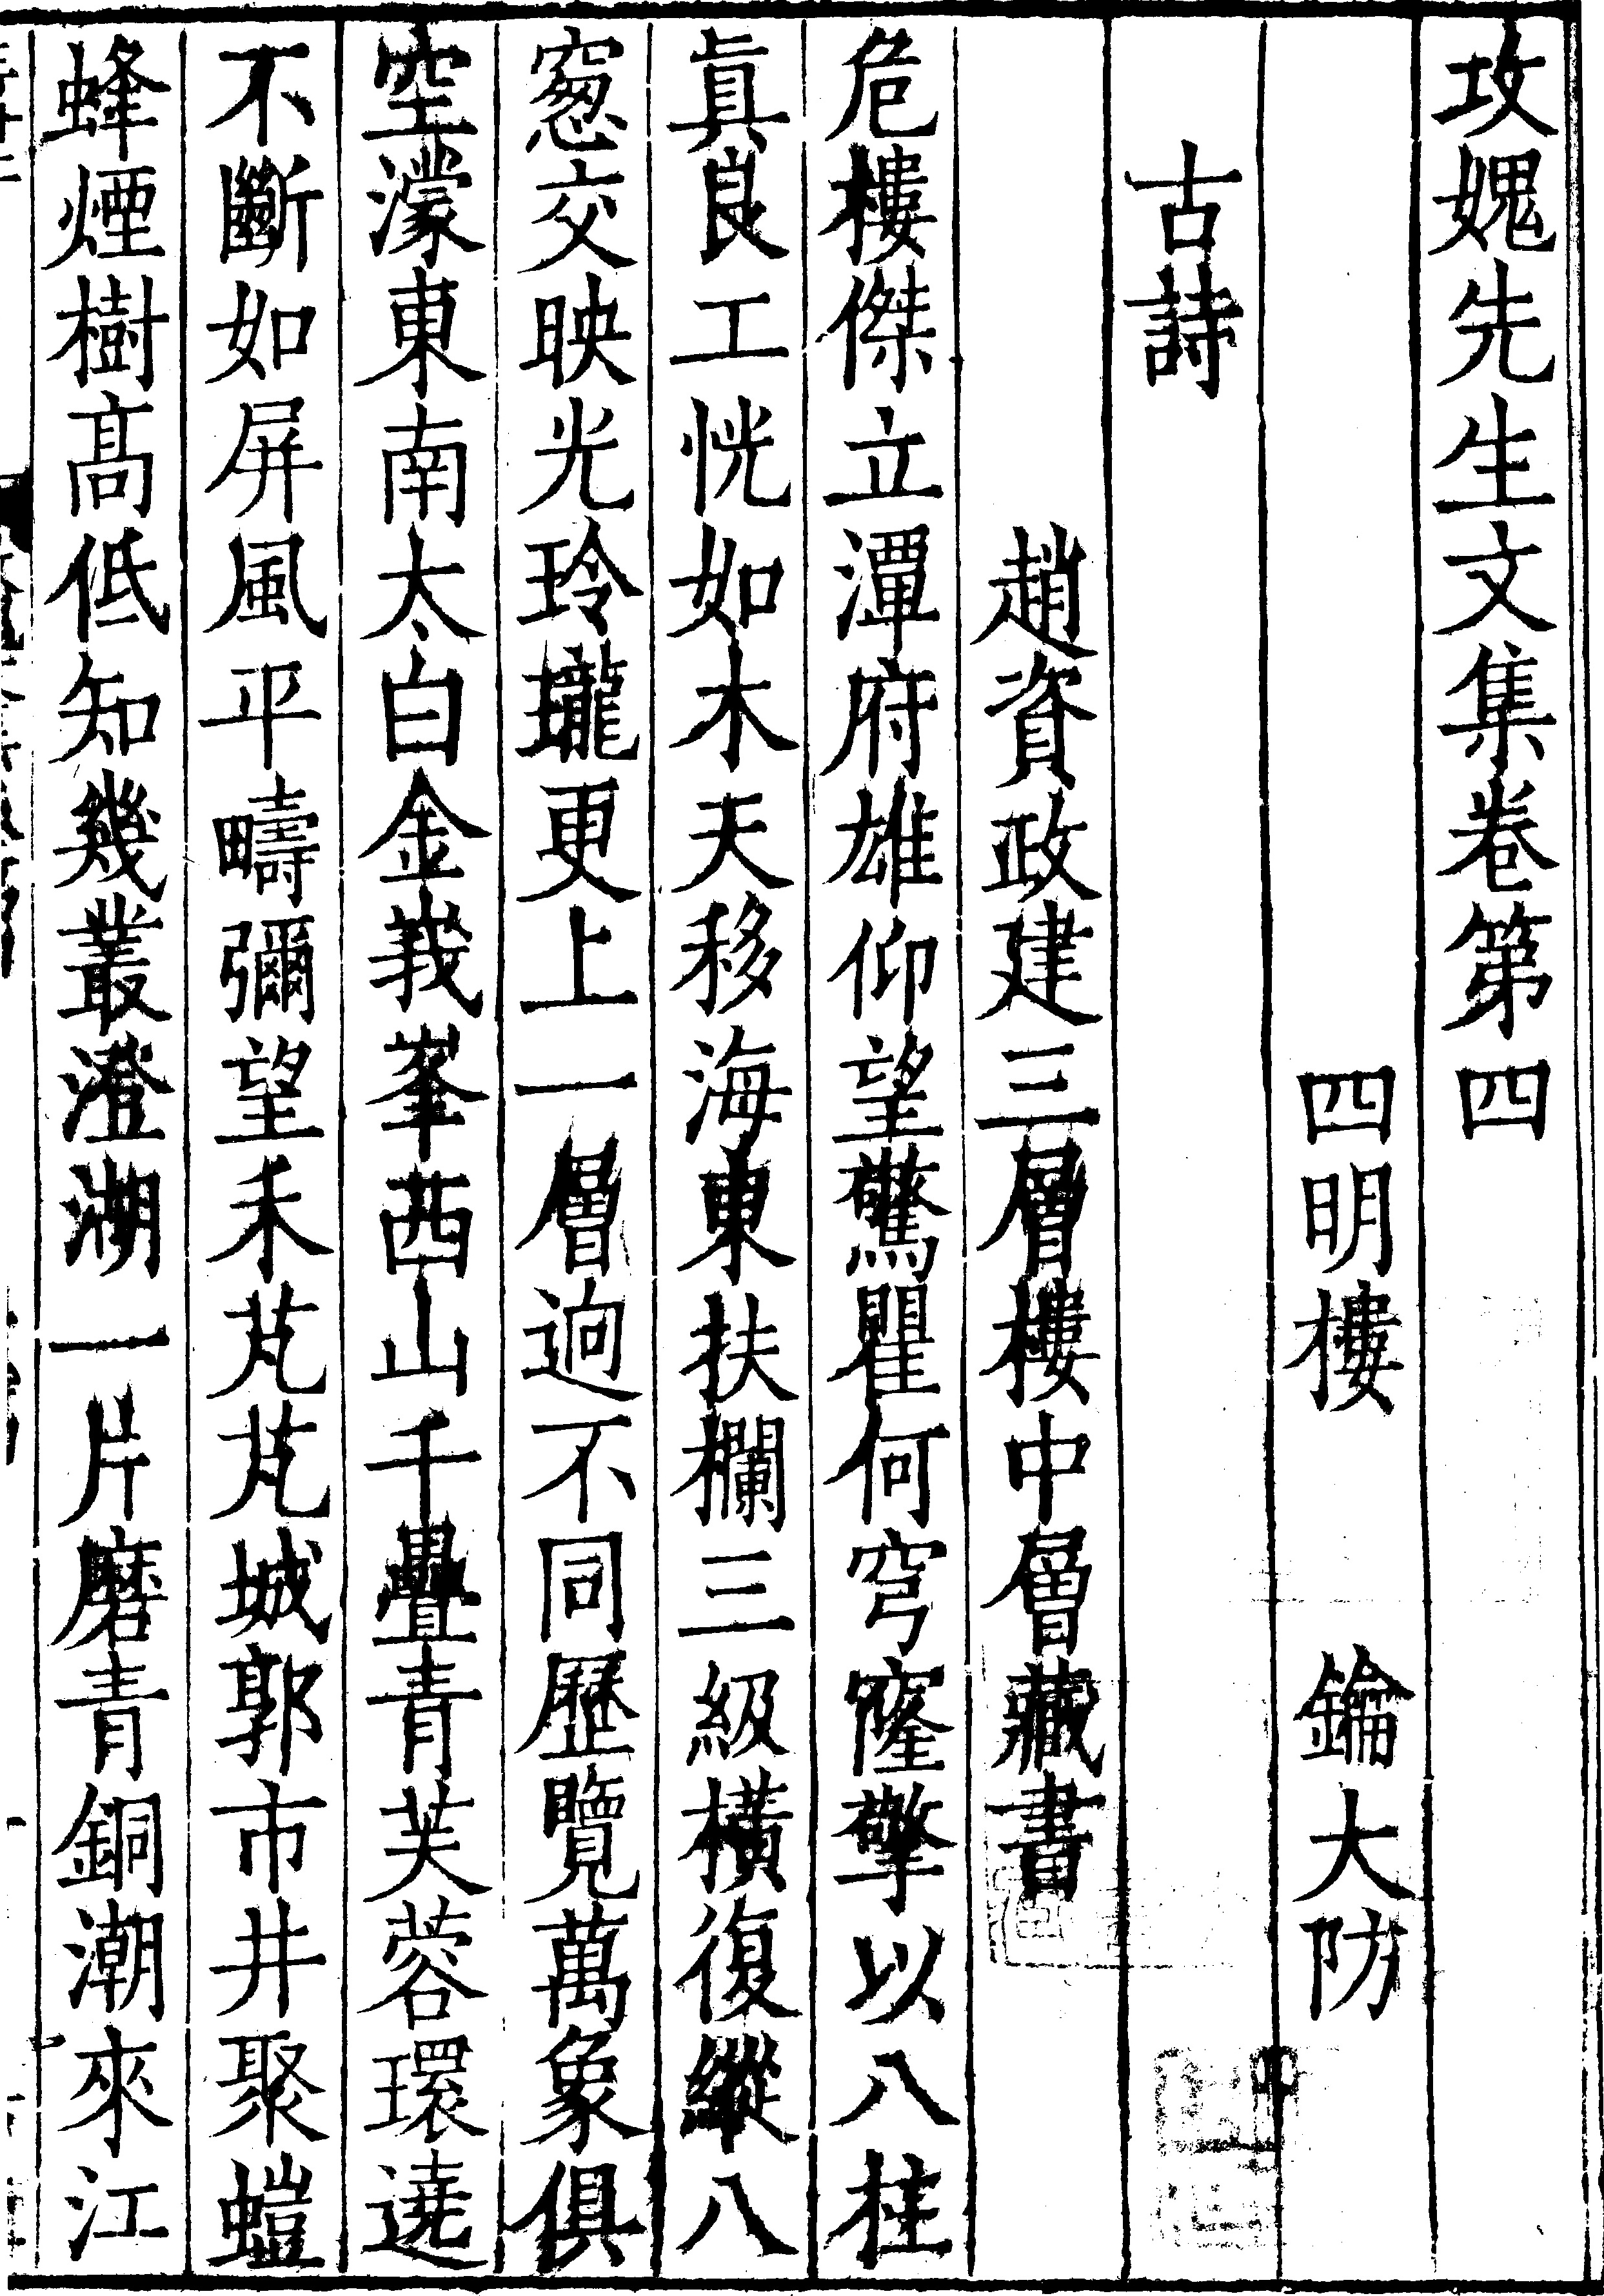 攻媿先生文集卷第四
四明樓　鑰大防
古詩
趙資政建三層樓中層藏書
危樓傑立潭府雄仰望驚瞿何穹窿擎以八柱
眞良工恍如木天移海東扶欄三級橫復縱八
窻交映光玲瓏更上一層逈不同歷覽萬象俱
空濛東南太白金峩峯西山千疊青芙蓉環遶
不斷如屏風平疇彌望禾芃芃城郭市井聚螘
蜂煙樹髙低知幾叢澄湖一片磨青銅潮來江